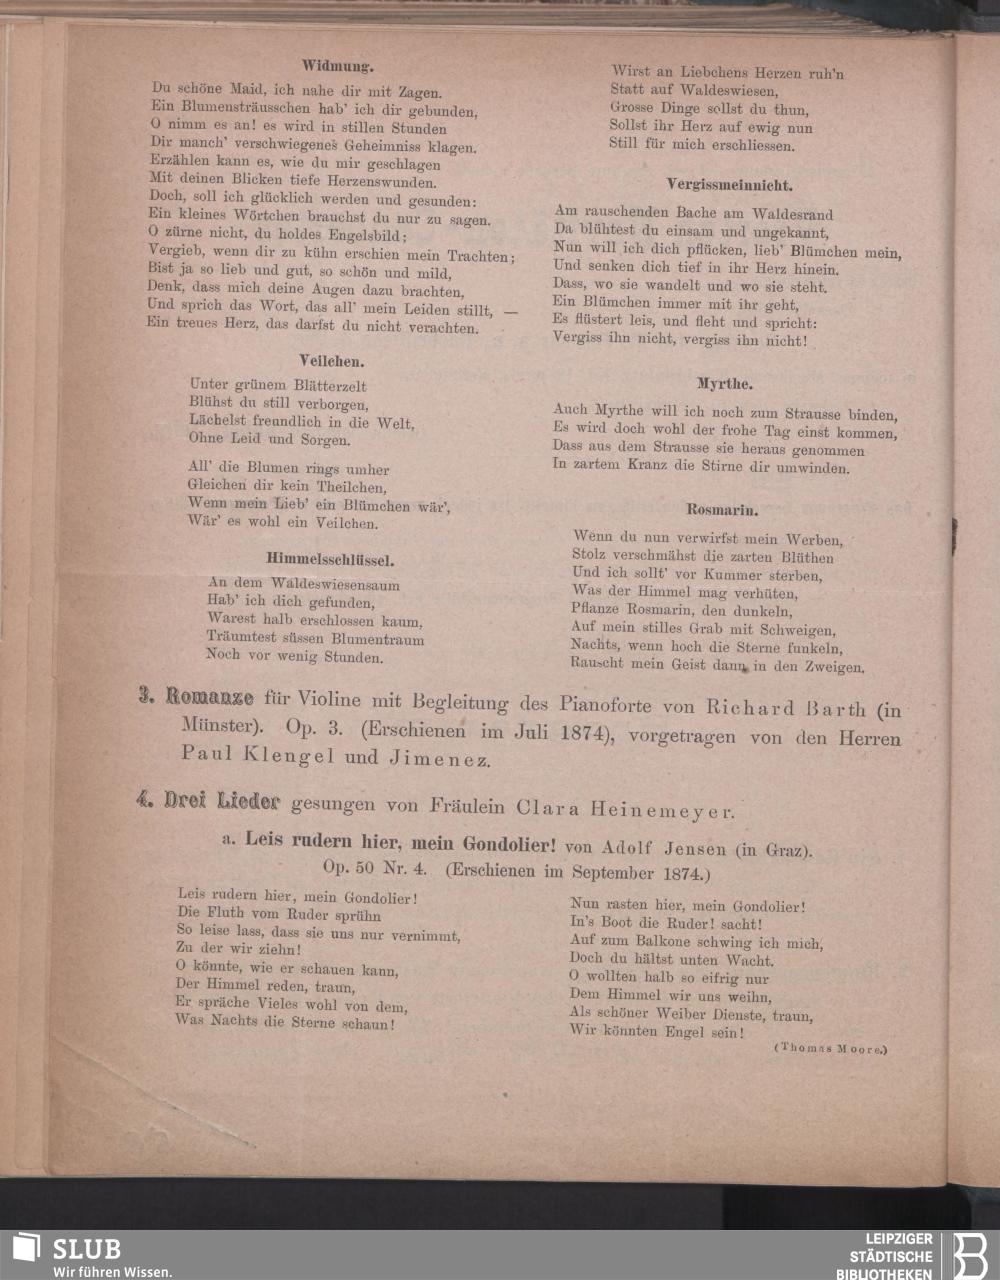 Widmung.
Du schöne Maid, ich nahe dir mit Zagen.
Ein Blumensträusschen hab' ich dir gebunden,
O nimm es an! es wird in stillen Stunden
Dir manch' verschwiegenes Geheimniss klagen.
Erzählen kann es, wie du mir geschlagen
Mit deinen Blicken tiefe Herzenswunden.
Doch, soll ich glücklich werden und gesunden:
Ein kleines Wörtchen brauchst du nur zu sagen.
O zürne nicht, du holdes Engelsbild;
Vergieb, wenn dir zu kühn erschien mein Trachten;
Bist ja so lieb und gut, so schön und mild,
Denk, dass mich deine Augen dazu brachten,
Und sprich das Wort, das all' mein Leiden stillt, —
Ein treues Herz, das darfst du nicht verachten.
Veilchen.
Unter grünem Blätterzelt
Blühst du still verborgen,
Lächelst freundlich in die Welt,
Ohne Leid und Sorgen.
All' die Blumen rings umher
Gleichen dir kein Theilchen,
Wenn mein Lieb' ein Blümchen wär',
Wär' es wohl ein Veilchen.
Himmelsschlüssel.
An dem Waldeswiesensaum
Hab' ich dich gefunden,
Warest halb erschlossen kaum,
Träumtest süssen Blumentraum
Noch vor wenig Stunden.
Wirst an Liebchens Herzen ruh'n
Statt auf Waldeswiesen,
Grosse Dinge sollst du thun,
Sollst ihr Herz auf ewig nun
Still für mich erschliessen.
Vergissmeinnicht.
Am rauschenden Bache am Waldesrand
Da blühtest du einsam und ungekannt,
Nun will ich dich pflücken, lieb' Blümchen mein,
Und senken dich tief in ihr Herz hinein.
Dass, wo sie wandelt und wo sie steht.
Ein Blümchen immer mit ihr geht,
Es flüstert leis, und fleht und spricht:
Vergiss ihn nicht, vergiss ihn nicht!
Myrthe.
Auch Myrthe will ich noch zum Strausse binden,
Es wird doch wohl der frohe Tag einst kommen,
Dass aus dem Strausse sie heraus genommen
In zartem Kranz die Stirne dir umwinden.
Rosmarin.
Wenn du nun verwirfst mein Werben,
Stolz verschmähst die zarten Blüthen
Und ich sollt' vor Kummer sterben,
Was der Himmel mag verhüten,
Pflanze Rosmarin, den dunkeln,
Auf mein stilles Grab mit Schweigen,
Nachts, wenn hoch die Sterne funkeln,
Rauscht mein Geist dann in den Zweigen.
3. Romanze für Violine mit Begleitung des Pianoforte von Richard Barth (in
Münster). Op. 3. (Erschienen im Juli 1874), vorgetragen von den Herren
Paul Klengel und Jimenez.
4. Drei Lieder gesungen von Fräulein Clara Heinemeyer.
a. Leis rudern hier, mein Gondolier! von Adolf Jensen (in Graz).
Op. 50 Nr. 4. (Erschienen im September 1874.)
Leis rudern hier, mein Gondolier!
Die Fluth vom Ruder sprühn
So leise lass, dass sie uns nur vernimmt,
Zu der wir ziehn!
O könnte, wie er schauen kann,
Der Himmel reden, traun,
Er spräche Vieles wohl von dem,
Was Nachts die Sterne schaun!
Nun rasten hier, mein Gondolier!
In's Boot die Ruder! sacht!
Auf zum Balkone schwing ich mich,
Doch du hältst unten Wacht.
O wollten halb so eifrig nur
Dem Himmel wir uns weihn,
Als schöner Weiber Dienste, traun,
Wir könnten Engel sein!
(Thomas Moore.)
SLUB
Wir führen Wissen.
LEIPZIGER
STÄDTISCHE
BIBLIOTHEKEN